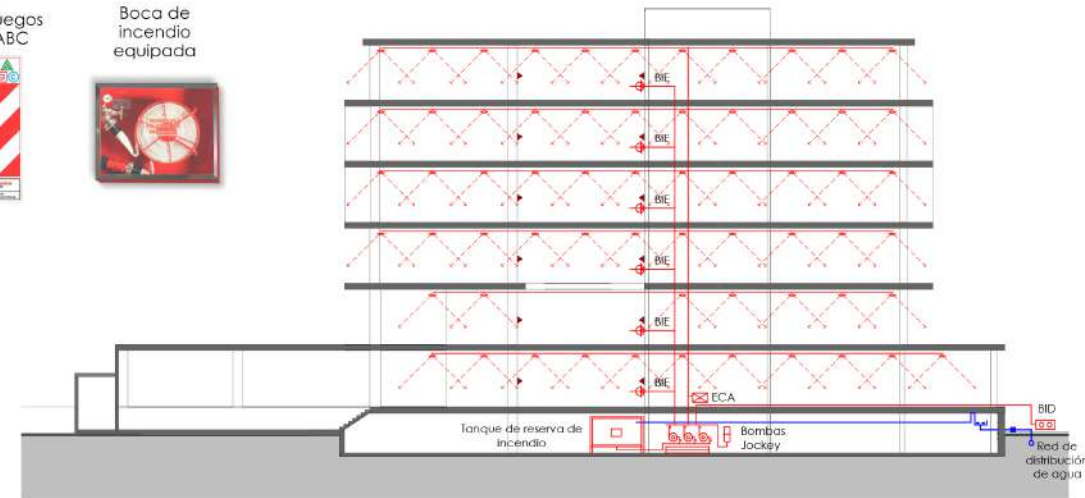 uegos
ABC
Boca de
incendio
equipada
BIE
BIE
BIE
BIE
BIE
BIE
ECA
BID
Tanque de reserva de
incendio
Bombas
Jockey
Red de
distribución
de agua